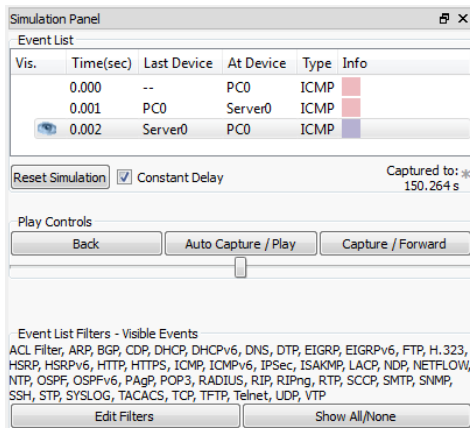 Simulation Panel
Event List
Vis. Time(sec) Last Device At Device Type Info
0.000 -- PC0 ICMP
0.001 PC0 Server0 ICMP
0.002 Server0 PC0 ICMP
Reset Simulation Constant Delay Captured to: *
150.264 s
Play Controls
Back Auto Capture / Play Capture / Forward
Event List Filters - Visible Events
ACL Filter, ARP, BGP, CDP, DHCP, DHCPv6, DNS, DTP, EIGRP, EIGRPv6, FTP, H.323,
HSRP, HSRPv6, HTTP, HTTPS, ICMP, ICMPv6, IPSec, ISAKMP, LACP, NDP, NETFLOW,
NTP, OSPF, OSPFv6, PAgP, POP3, RADIUS, RIP, RIPng, RTP, SCCP, SMTP, SNMP,
SSH, STP, SYSLOG, TACACS, TCP, TFTP, Telnet, UDP, VTP
Edit Filters Show All/None